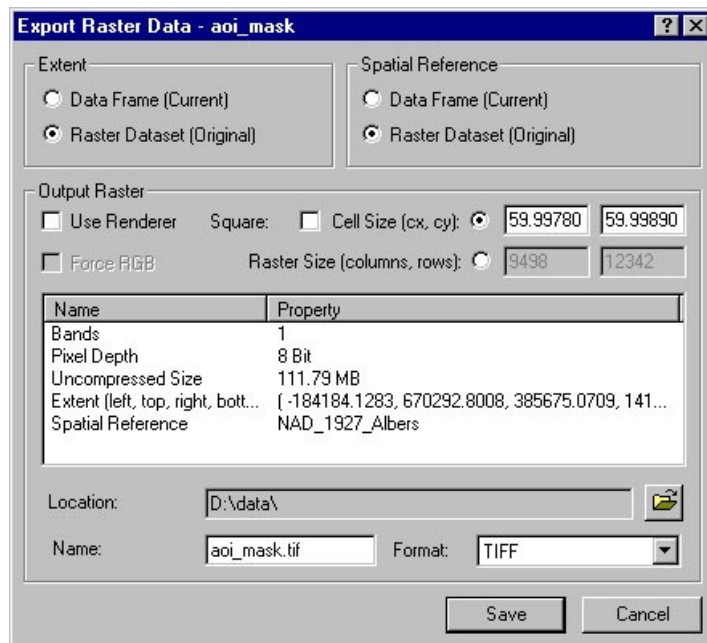 Export Raster Data - aoi_mask
Extent
Data Frame (Current)
Raster Dataset (Original)
Spatial Reference
Data Frame (Current)
Raster Dataset (Original)
Output Raster
Use Renderer Square: Cell Size (cx, cy): 59.99780 59.99890
Force RGB Raster Size (columns, rows): 9498 12342
Name Property
Bands 1
Pixel Depth 8 Bit
Uncompressed Size 111.79 MB
Extent (left, top, right, bott... ( -184184.1283, 670292.8008, 385675.0709, 141...
Spatial Reference NAD_1927_Albers
Location: D:\data\
Name: aoi_mask.tif Format: TIFF
Save Cancel